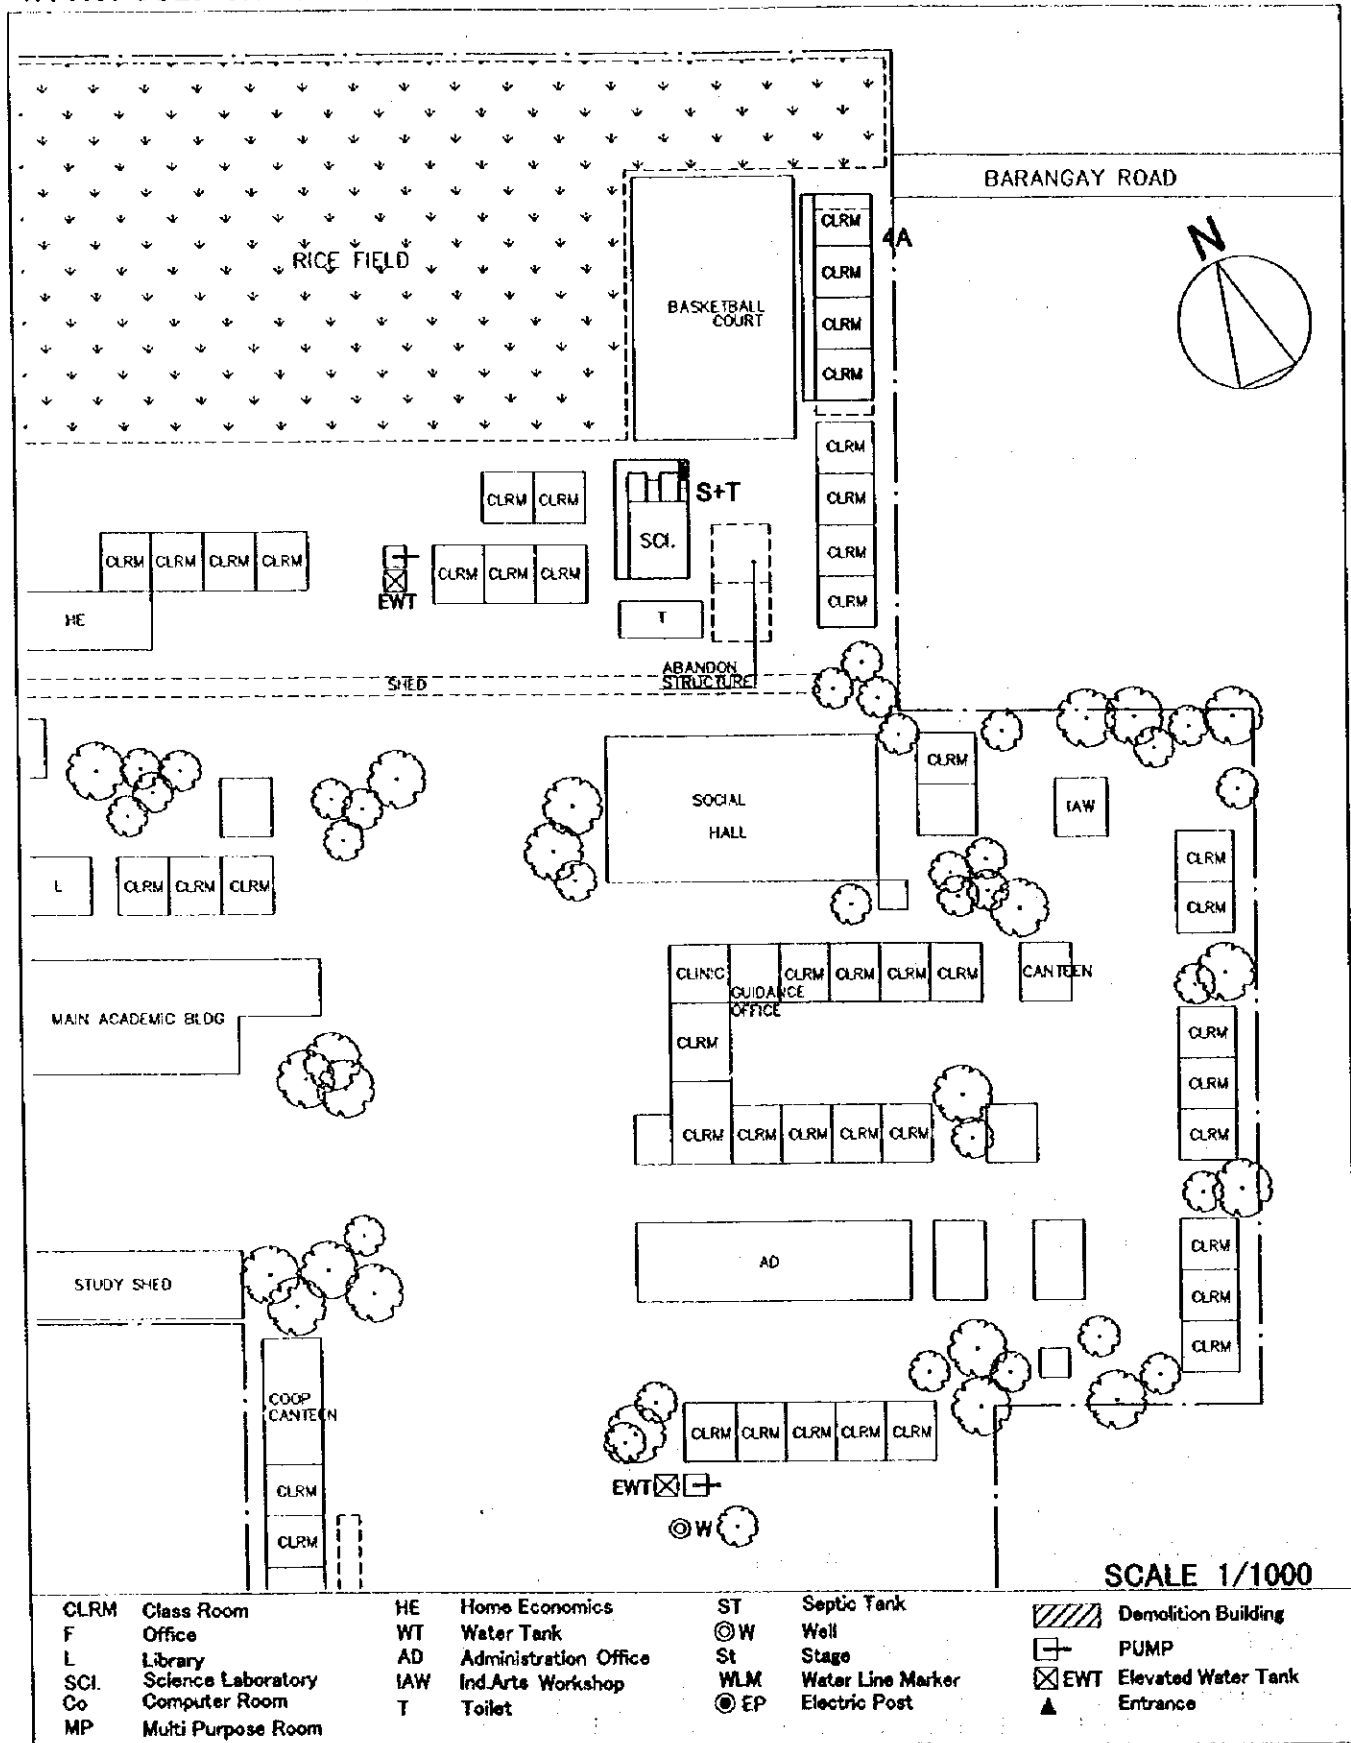 BARANGAY ROAD
N
CLRM
4A
CLRM
CLRM
CLRM
RICE FIELD
BASKETBALL
COURT
CLRM
CLRM
CLRM
CLRM
CLRM CLRM
S+T
SCI.
CLRM CLRM CLRM CLRM
EWT
CLRM CLRM CLRM
T
HE
SHED
ABANDON
STRUCTURE
SOCIAL
HALL
CLRM
IAW
CLRM
CLRM
L
CLRM CLRM CLRM
CLINIC
GUIDANCE
OFFICE
CLRM CLRM CLRM CLRM
CANTEEN
MAIN ACADEMIC BLDG
CLRM
CLRM
CLRM
CLRM
CLRM CLRM CLRM CLRM CLRM
AD
STUDY SHED
CLRM
CLRM
CLRM
COOP
CANTEEN
CLRM
CLRM
CLRM CLRM CLRM CLRM CLRM
EWT
W
SCALE 1/1000
CLRM Class Room
F Office
L Library
SCI. Science Laboratory
Co Computer Room
MP Multi Purpose Room
HE Home Economics
WT Water Tank
AD Administration Office
IAW Ind.Arts Workshop
T Toilet
ST Septic Tank
W Well
St Stage
WLM Water Line Marker
EP Electric Post
Demolition Building
PUMP
EWT Elevated Water Tank
Entrance